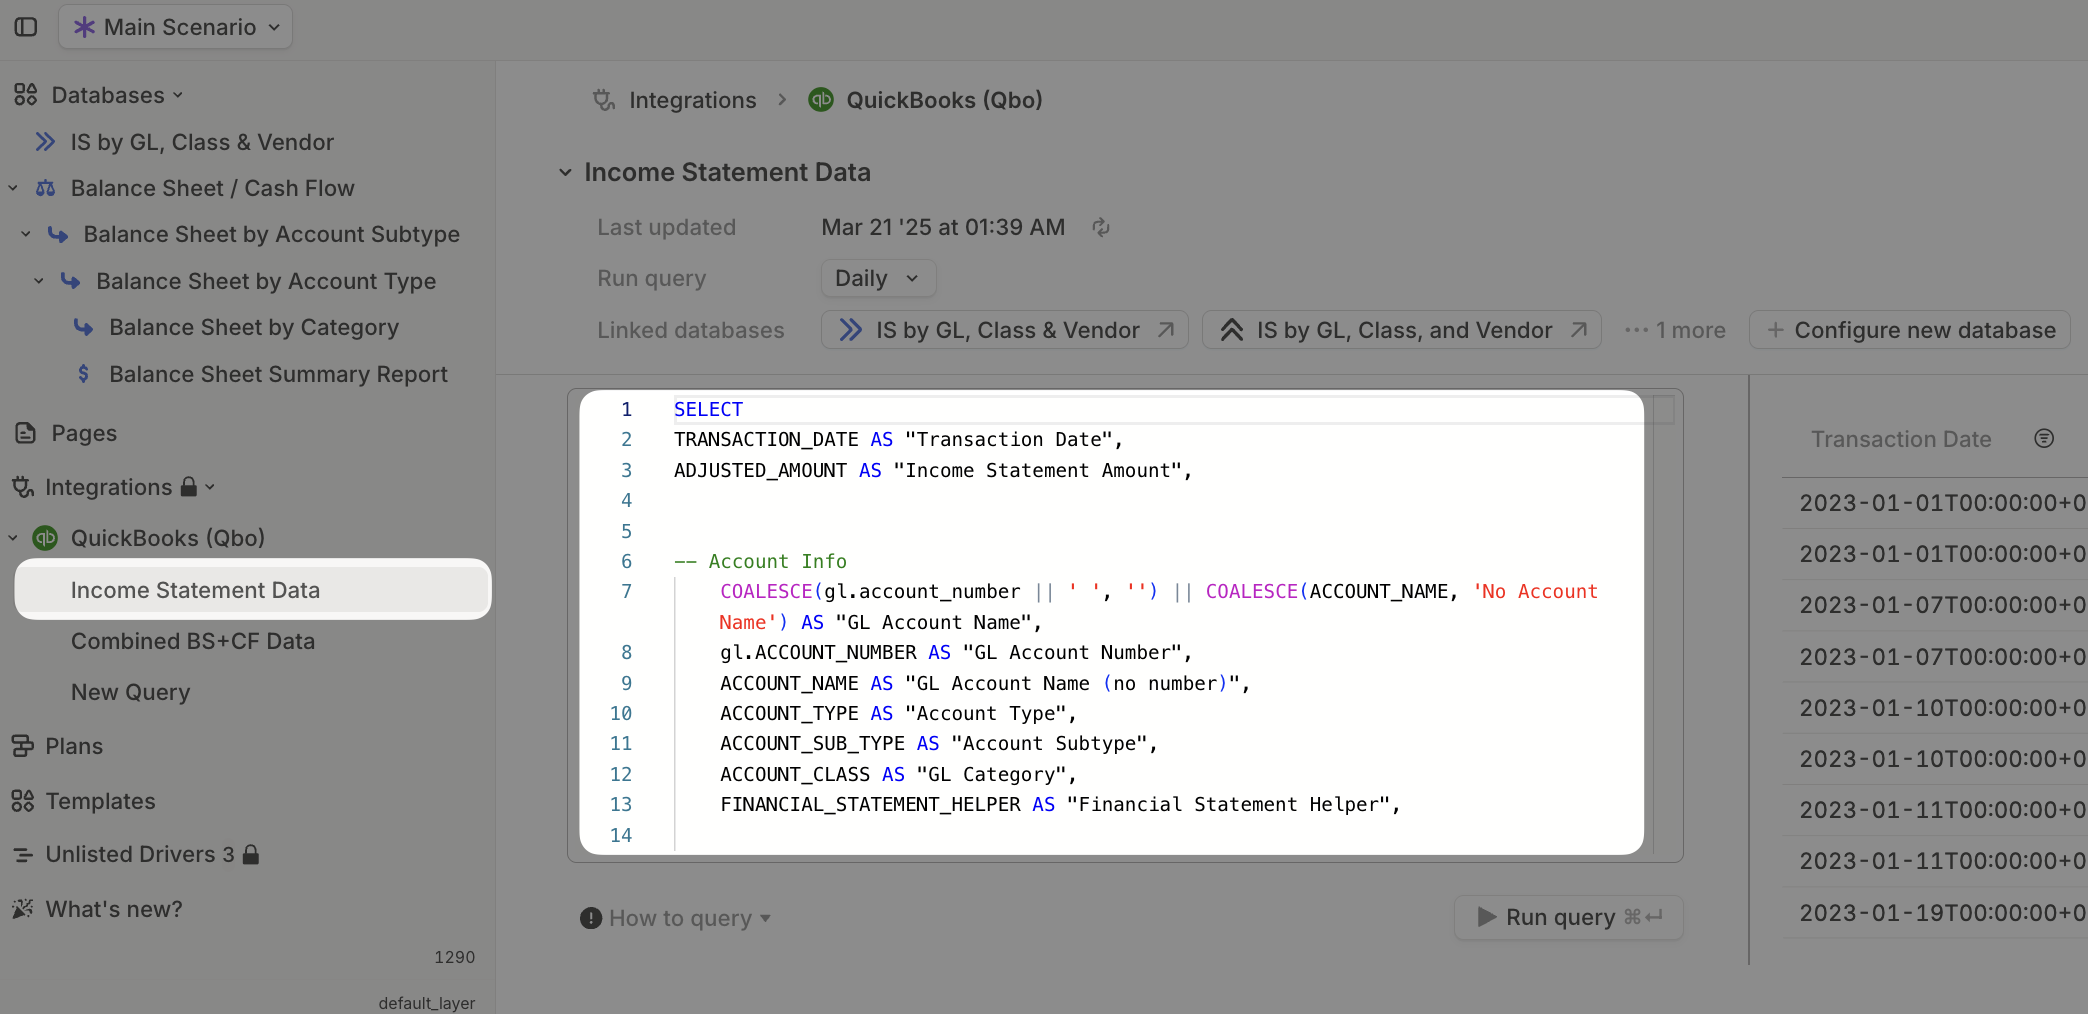 Main Scenario
Databases
IS by GL, Class & Vendor
Balance Sheet / Cash Flow
Balance Sheet by Account Subtype
Balance Sheet by Account Type
Balance Sheet by Category
Balance Sheet Summary Report
Pages
Integrations
QuickBooks (Qbo)
Income Statement Data
Combined BS+CF Data
New Query
Plans
Templates
Unlisted Drivers 3
What's new?
1290
default_layer
Integrations > QuickBooks (Qbo)
Income Statement Data
Last updated Mar 21 '25 at 01:39 AM
Run query Daily
Linked databases IS by GL, Class & Vendor IS by GL, Class, and Vendor ··· 1 more + Configure new database
1 SELECT
2 TRANSACTION_DATE AS "Transaction Date",
3 ADJUSTED_AMOUNT AS "Income Statement Amount",
4
5
6 -- Account Info
7 COALESCE(gl.account_number || ' ', '') || COALESCE(ACCOUNT_NAME, 'No Account
Name') AS "GL Account Name",
8 gl.ACCOUNT_NUMBER AS "GL Account Number",
9 ACCOUNT_NAME AS "GL Account Name (no number)",
10 ACCOUNT_TYPE AS "Account Type",
11 ACCOUNT_SUB_TYPE AS "Account Subtype",
12 ACCOUNT_CLASS AS "GL Category",
13 FINANCIAL_STATEMENT_HELPER AS "Financial Statement Helper",
14
How to query
Run query ⌘↵
Transaction Date
2023-01-01T00:00:00+0
2023-01-01T00:00:00+0
2023-01-07T00:00:00+0
2023-01-07T00:00:00+0
2023-01-10T00:00:00+0
2023-01-10T00:00:00+0
2023-01-11T00:00:00+0
2023-01-11T00:00:00+0
2023-01-19T00:00:00+0